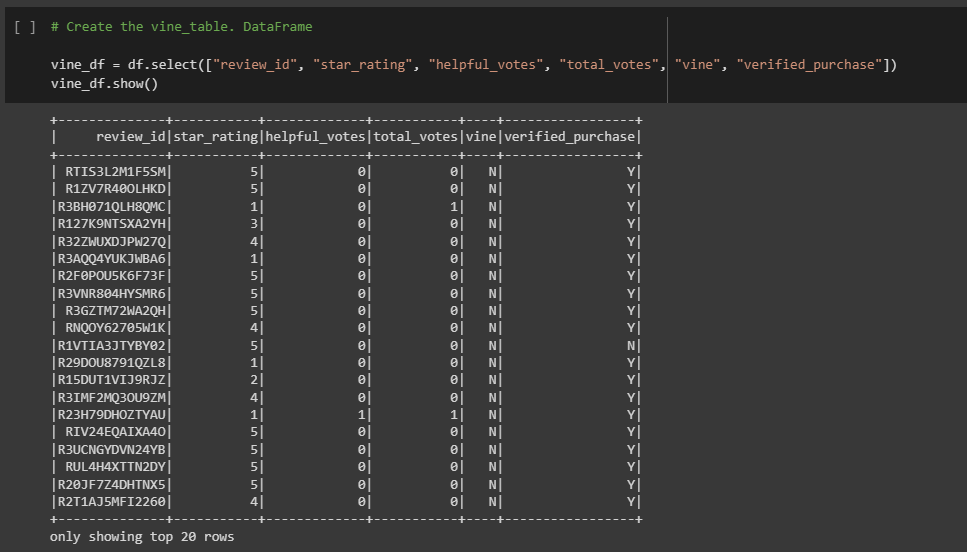 [ ] # Create the vine_table. DataFrame
vine_df = df.select(["review_id", "star_rating", "helpful_votes", "total_votes", "vine", "verified_purchase"])
vine_df.show()
+--------------+-----------+-------------+-----------+----+-----------------+
|     review_id|star_rating|helpful_votes|total_votes|vine|verified_purchase|
+--------------+-----------+-------------+-----------+----+-----------------+
| RTIS3L2M1F5SM|          5|            0|          0|   N|                Y|
| R1ZV7R40OLHKD|          5|            0|          0|   N|                Y|
|R3BH071QLH8QMC|          1|            0|          1|   N|                Y|
|R127K9NTSXA2YH|          3|            0|          0|   N|                Y|
|R32ZWUXDJPW27Q|          4|            0|          0|   N|                Y|
|R3AQQ4YUKJWBA6|          1|            0|          0|   N|                Y|
|R2F0POU5K6F73F|          5|            0|          0|   N|                Y|
|R3VNR804HYSMR6|          5|            0|          0|   N|                Y|
| R3GZTM72WA2QH|          5|            0|          0|   N|                Y|
| RNQOY62705W1K|          4|            0|          0|   N|                Y|
|R1VTIA3JTYBY02|          5|            0|          0|   N|                N|
|R29DOU8791QZL8|          1|            0|          0|   N|                Y|
|R15DUT1VIJ9RJZ|          2|            0|          0|   N|                Y|
|R3IMF2MQ3OU9ZM|          4|            0|          0|   N|                Y|
|R23H79DHOZTYAU|          1|            1|          1|   N|                Y|
| RIV24EQAIXA4O|          5|            0|          0|   N|                Y|
|R3UCNGYDVN24YB|          5|            0|          0|   N|                Y|
| RUL4H4XTTN2DY|          5|            0|          0|   N|                Y|
|R20JF7Z4DHTNX5|          5|            0|          0|   N|                Y|
|R2T1AJ5MFI2260|          4|            0|          0|   N|                Y|
+--------------+-----------+-------------+-----------+----+-----------------+
only showing top 20 rows